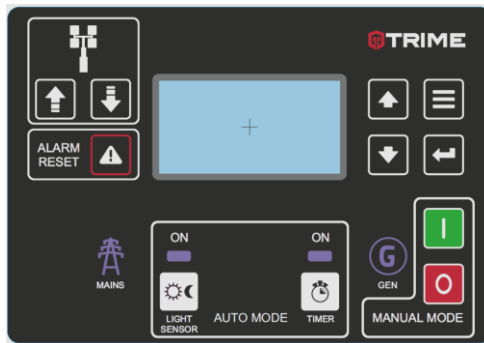 TRIME
ALARM
RESET
ON
ON
G
MAINS
GEN
LIGHT
SENSOR
AUTO MODE
TIMER
MANUAL MODE
I
O